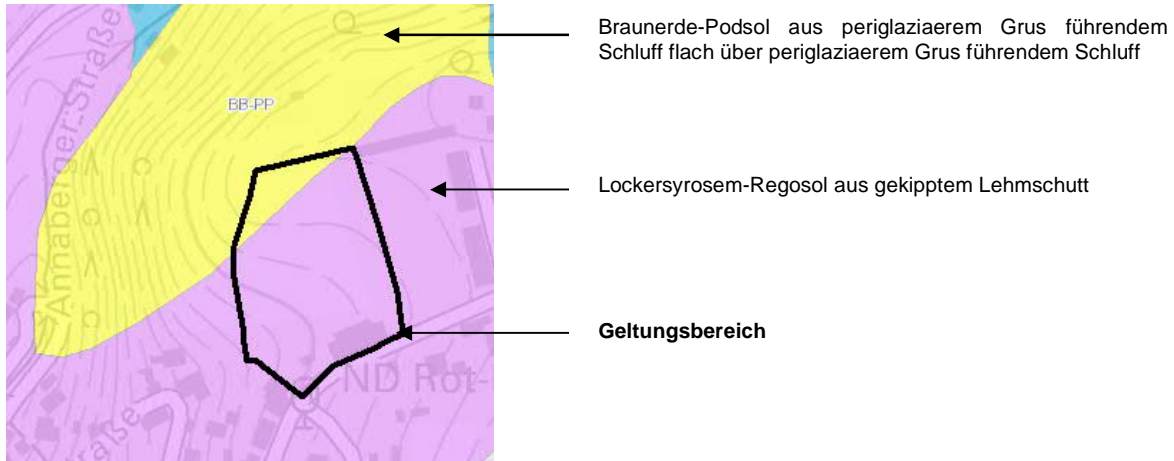 Braunerde-Podsol aus periglaziaerem Grus führendem
Schluff flach über periglaziaerem Grus führendem Schluff
BB-PP
Annaberger Straße
Lockersyrosem-Regosol aus gekipptem Lehmschutt
Geltungsbereich
ND Rot-
raße